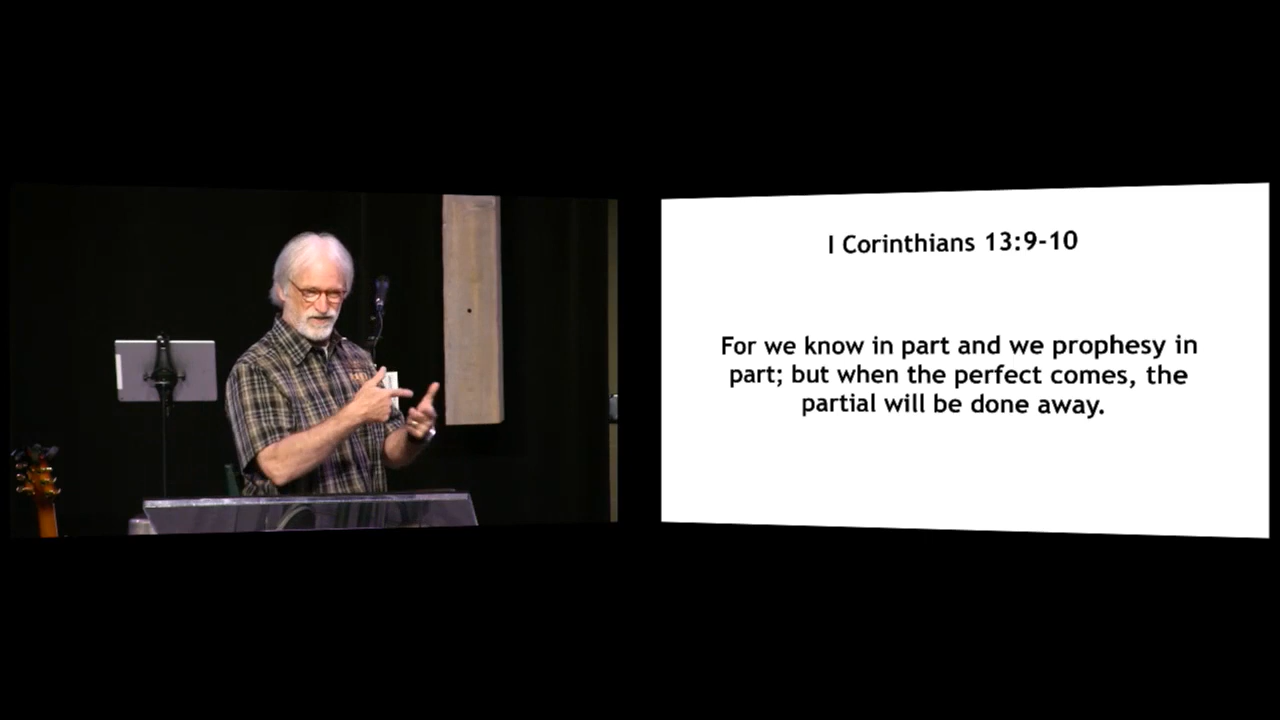 I Corinthians 13:9-10
For we know in part and we prophesy in
part; but when the perfect comes, the
partial will be done away.